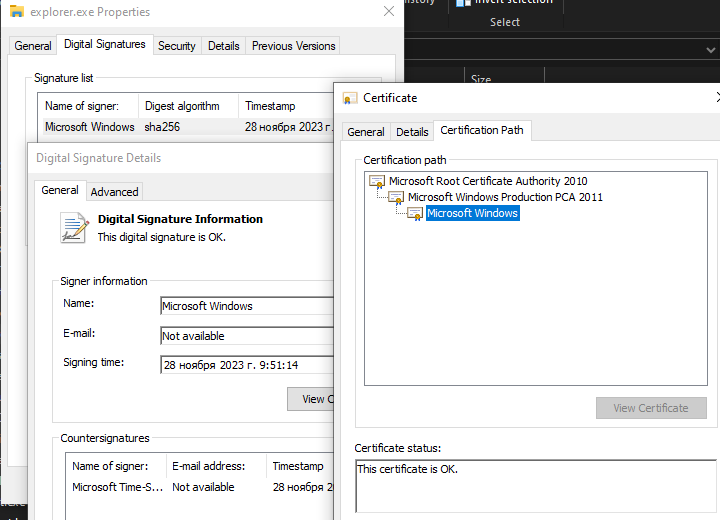 explorer.exe Properties
General
Digital Signatures
Security
Details
Previous Versions
Signature list
Name of signer:
Digest algorithm
Timestamp
Microsoft Windows
sha256
28 ноября 2023 г.
Digital Signature Details
General
Advanced
Digital Signature Information
This digital signature is OK.
Signer information
Name:
Microsoft Windows
E-mail:
Not available
Signing time:
28 ноября 2023 г. 9:51:14
View C
Countersignatures
Name of signer:
E-mail address:
Timestamp
Microsoft Time-S...
Not available
28 ноября 2
Invert selection
Select
Size
Certificate
General
Details
Certification Path
Certification path
Microsoft Root Certificate Authority 2010
Microsoft Windows Production PCA 2011
Microsoft Windows
View Certificate
Certificate status:
This certificate is OK.